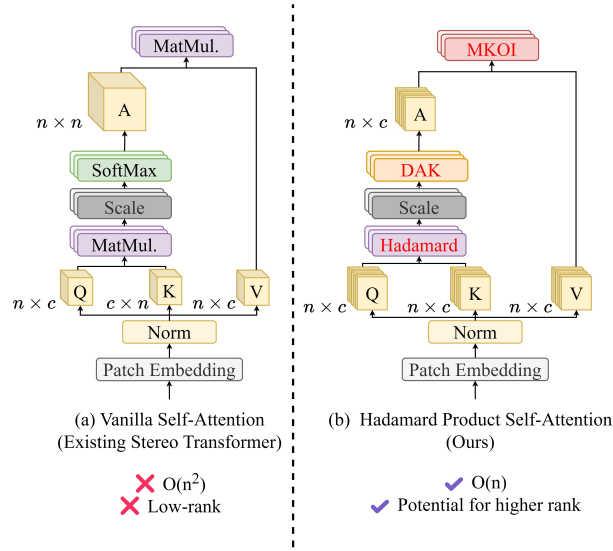 MatMul.
A
n × n
SoftMax
Scale
MatMul.
Q
K
V
n × c
c × n
n × c
Norm
Patch Embedding
(a) Vanilla Self-Attention
(Existing Stereo Transformer)
❌ O(n²)
❌ Low-rank
MKOI
A
n × c
DAK
Scale
Hadamard
Q
K
V
n × c
n × c
n × c
Norm
Patch Embedding
(b) Hadamard Product Self-Attention
(Ours)
✓ O(n)
✓ Potential for higher rank